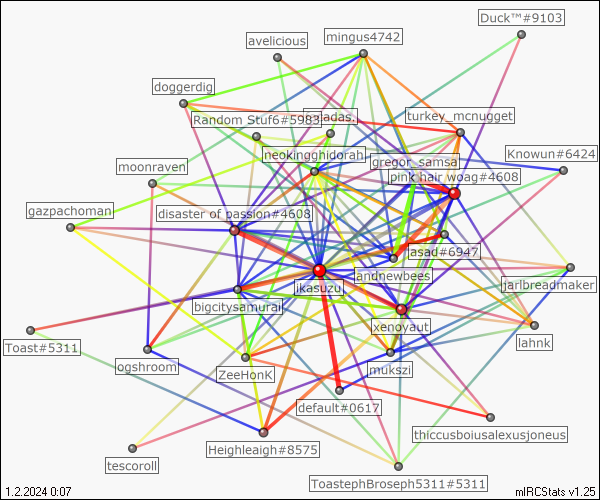 Duck™#9103
mingus4742
avelicious
doggerdig
turkey_mcnugget
Random Stuf6#5983
adas.
neokingghidorah
gregor_samsa
Knowun#6424
moonraven
pink hair woag#4608
gazpachoman
disaster of passion#4608
asad#6947
andnewbees
jarlbreadmaker
ikasuzu
bigcitysamurai
xenoyaut
lahnk
Toast#5311
ogshroom
ZeeHonK
mukszi
default#0617
thiccusboiusalexusjoneus
Heighleaigh#8575
tescoroll
ToastephBroseph5311#5311
1.2.2024 0:07
mIRCStats v1.25